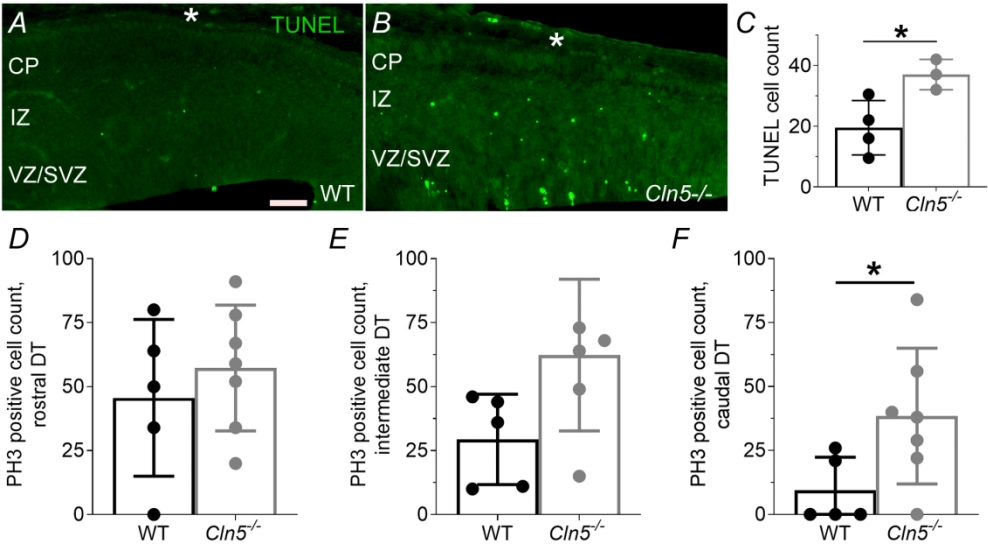 A
*
TUNEL
CP
IZ
VZ/SVZ
WT
B
*
CP
IZ
VZ/SVZ
Cln5-/-
C
TUNEL cell count
40
20
0
*
WT
Cln5-/-
D
PH3 positive cell count,
rostral DT
100
75
50
25
0
WT
Cln5-/-
E
PH3 positive cell count,
intermediate DT
100
75
50
25
0
WT
Cln5-/-
F
PH3 positive cell count,
caudal DT
100
75
50
25
0
*
WT
Cln5-/-